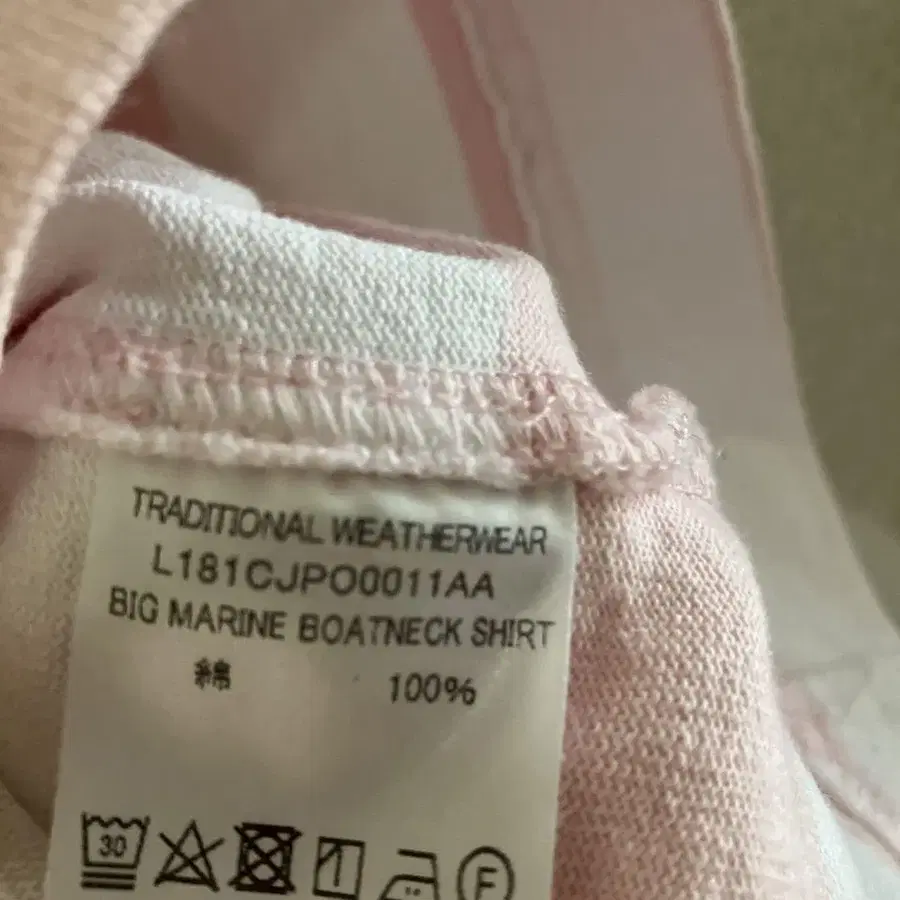 TRADITIONAL WEATHERWEAR
L181CJPO0011AA
BIG MARINE BOATNECK SHIRT
綿 100%
30
F